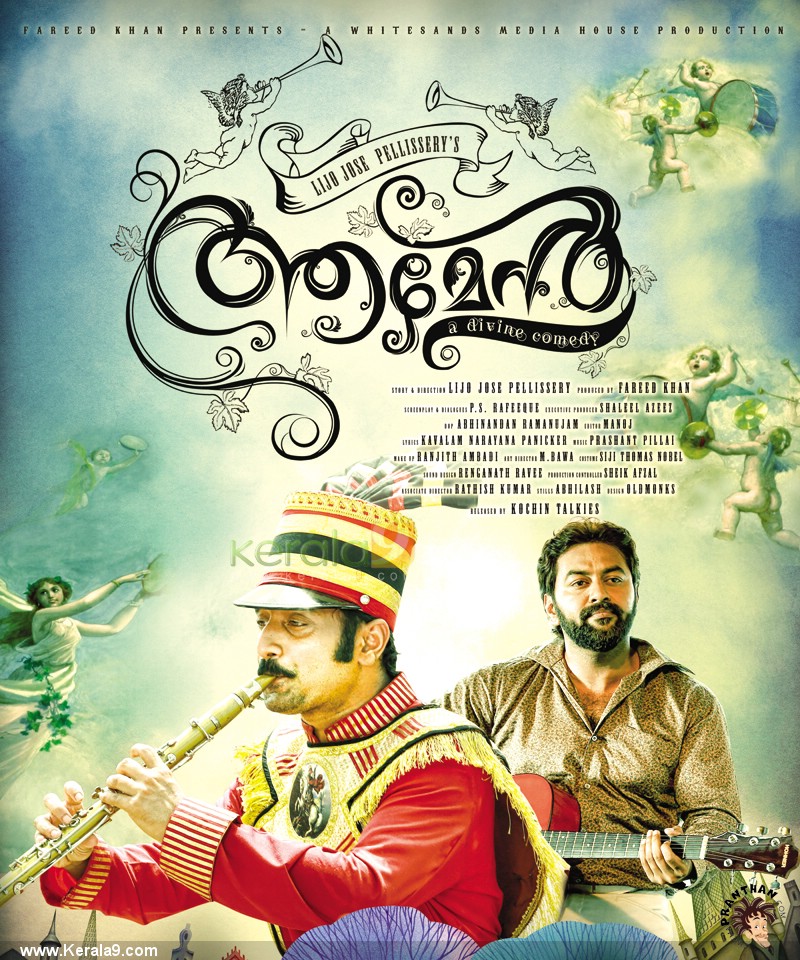 FAREED KHAN PRESENTS - A WHITESANDS MEDIA HOUSE PRODUCTION
LIJO JOSE PELLISSERY'S
ആമേൻ
a divine comedy
STORY & DIRECTION LIJO JOSE PELLISSERY PRODUCED BY FAREED KHAN
SCREENPLAY & DIALOGUES P.S. RAFEEQUE EXECUTIVE PRODUCER SHALEEL AZEEZ
DOP ABHINANDAN RAMANUJAM EDITOR MANOJ
LYRICS KAVALAM NARAYANA PANICKER MUSIC PRASHANT PILLAI
MAKE UP RANJITH AMBADI ART DIRECTOR M.BAWA COSTUME SIJI THOMAS NOBEL
SOUND DESIGN RENGANATH RAVEE PRODUCTION CONTROLLER SHEIK AFZAL
ASSOCIATE DIRECTOR RATHISH KUMAR STILLS ABHILASH DESIGN OLDMONKS
RELEASED BY KOCHIN TALKIES
kerala9
PRANTHAN
www.Kerala9.com